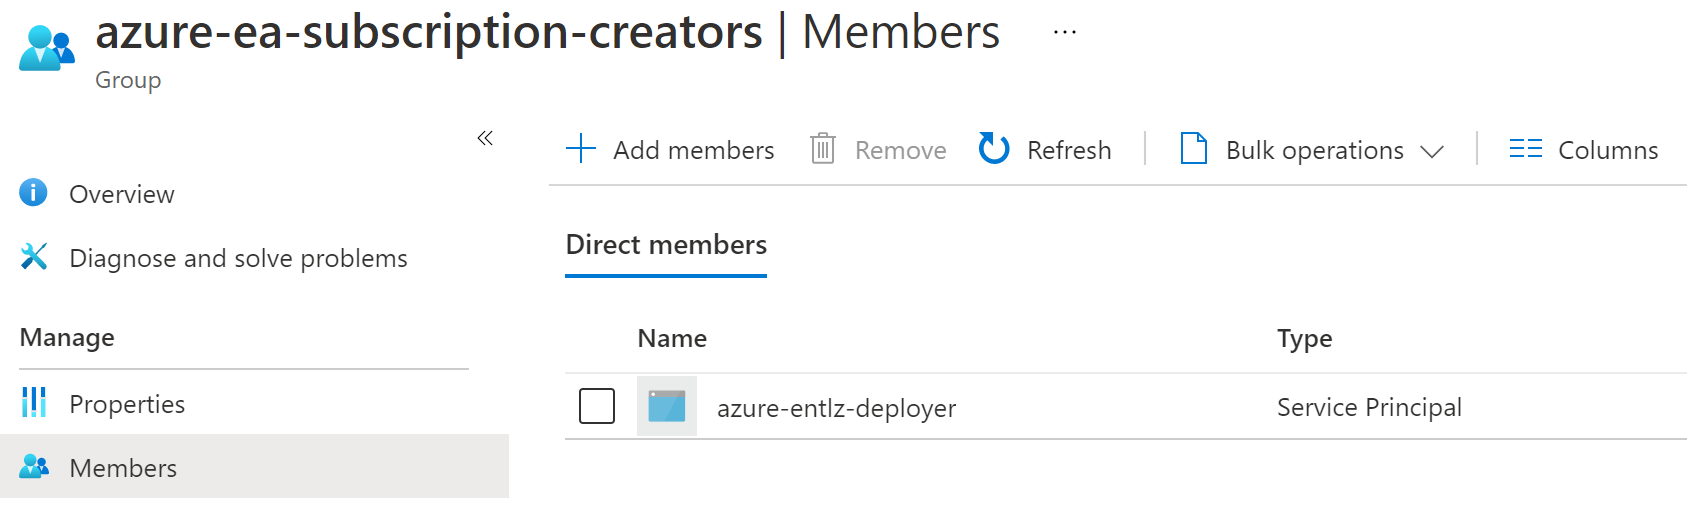 azure-ea-subscription-creators | Members ...
Group
«
Add members Remove Refresh Bulk operations Columns
Overview
Diagnose and solve problems
Manage
Properties
Members
Direct members
Name Type
azure-entlz-deployer Service Principal